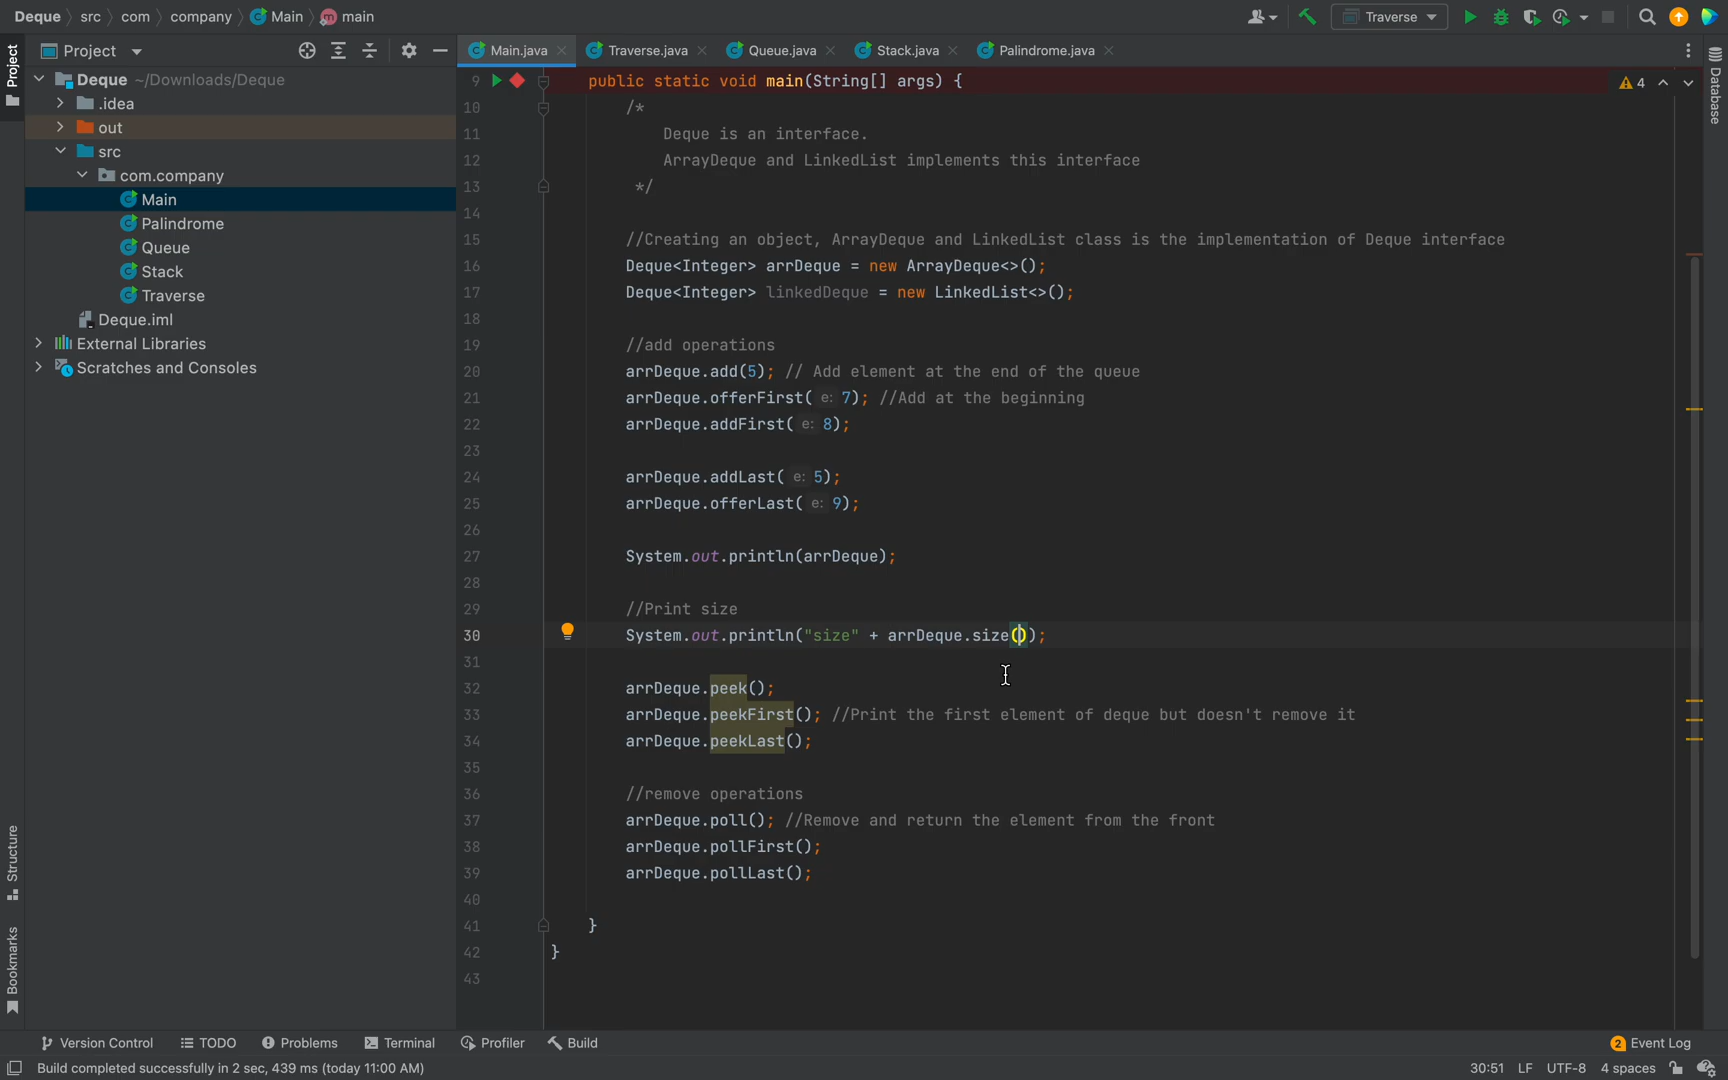 Deque src com company Main main
Traverse
Project
Main.java Traverse.java Queue.java Stack.java Palindrome.java
Project
Deque ~/Downloads/Deque
.idea
out
src
com.company
Main
Palindrome
Queue
Stack
Traverse
Deque.iml
External Libraries
Scratches and Consoles
Structure
Bookmarks
Database
4
9 public static void main(String[] args) {
10 /*
11 Deque is an interface.
12 ArrayDeque and LinkedList implements this interface
13 */
14
15 //Creating an object, ArrayDeque and LinkedList class is the implementation of Deque interface
16 Deque<Integer> arrDeque = new ArrayDeque<>();
17 Deque<Integer> linkedDeque = new LinkedList<>();
18
19 //add operations
20 arrDeque.add(5); // Add element at the end of the queue
21 arrDeque.offerFirst( e: 7); //Add at the beginning
22 arrDeque.addFirst( e: 8);
23
24 arrDeque.addLast( e: 5);
25 arrDeque.offerLast( e: 9);
26
27 System.out.println(arrDeque);
28
29 //Print size
30 System.out.println("size" + arrDeque.size());
31
32 arrDeque.peek();
33 arrDeque.peekFirst(); //Print the first element of deque but doesn't remove it
34 arrDeque.peekLast();
35
36 //remove operations
37 arrDeque.poll(); //Remove and return the element from the front
38 arrDeque.pollFirst();
39 arrDeque.pollLast();
40
41 }
42 }
43
Version Control TODO Problems Terminal Profiler Build 2 Event Log
Build completed successfully in 2 sec, 439 ms (today 11:00 AM) 30:51 LF UTF-8 4 spaces